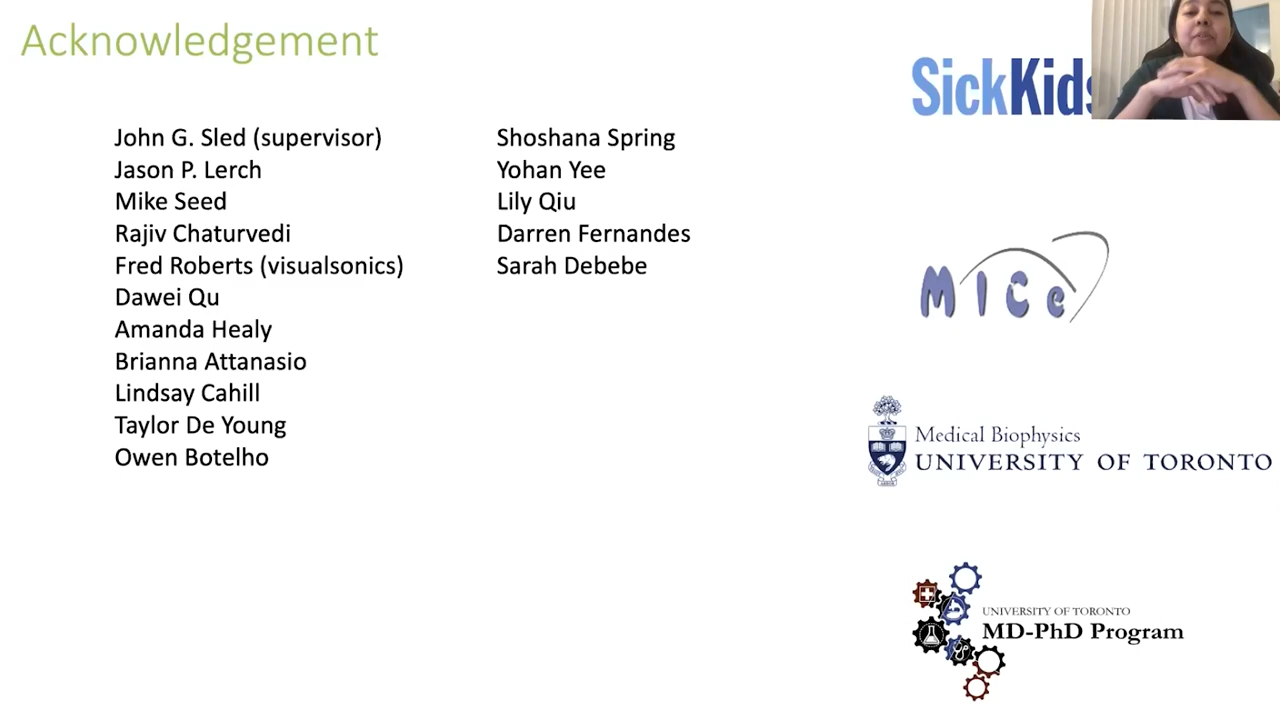 Acknowledgement
John G. Sled (supervisor)
Jason P. Lerch
Mike Seed
Rajiv Chaturvedi
Fred Roberts (visualsonics)
Dawei Qu
Amanda Healy
Brianna Attanasio
Lindsay Cahill
Taylor De Young
Owen Botelho
Shoshana Spring
Yohan Yee
Lily Qiu
Darren Fernandes
Sarah Debebe
SickKids
MICe
Medical Biophysics
UNIVERSITY OF TORONTO
UNIVERSITY OF TORONTO
MD-PhD Program